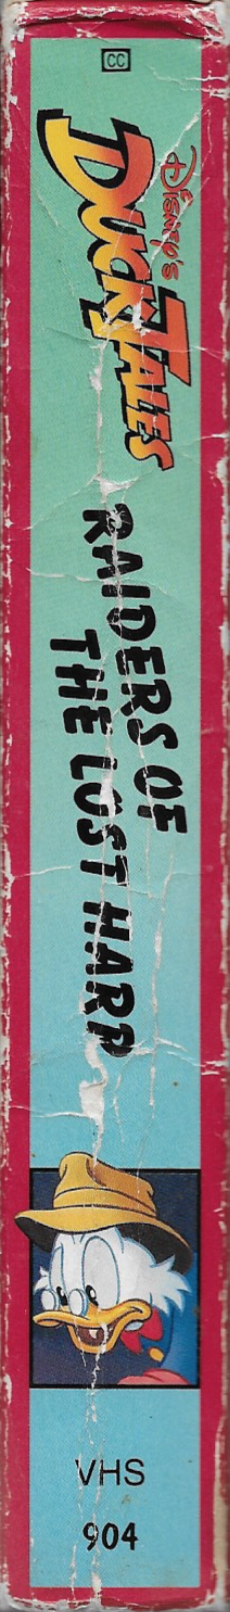 CC
Disney's
DUCKTALES
RAIDERS OF
THE LOST HARP
VHS
904